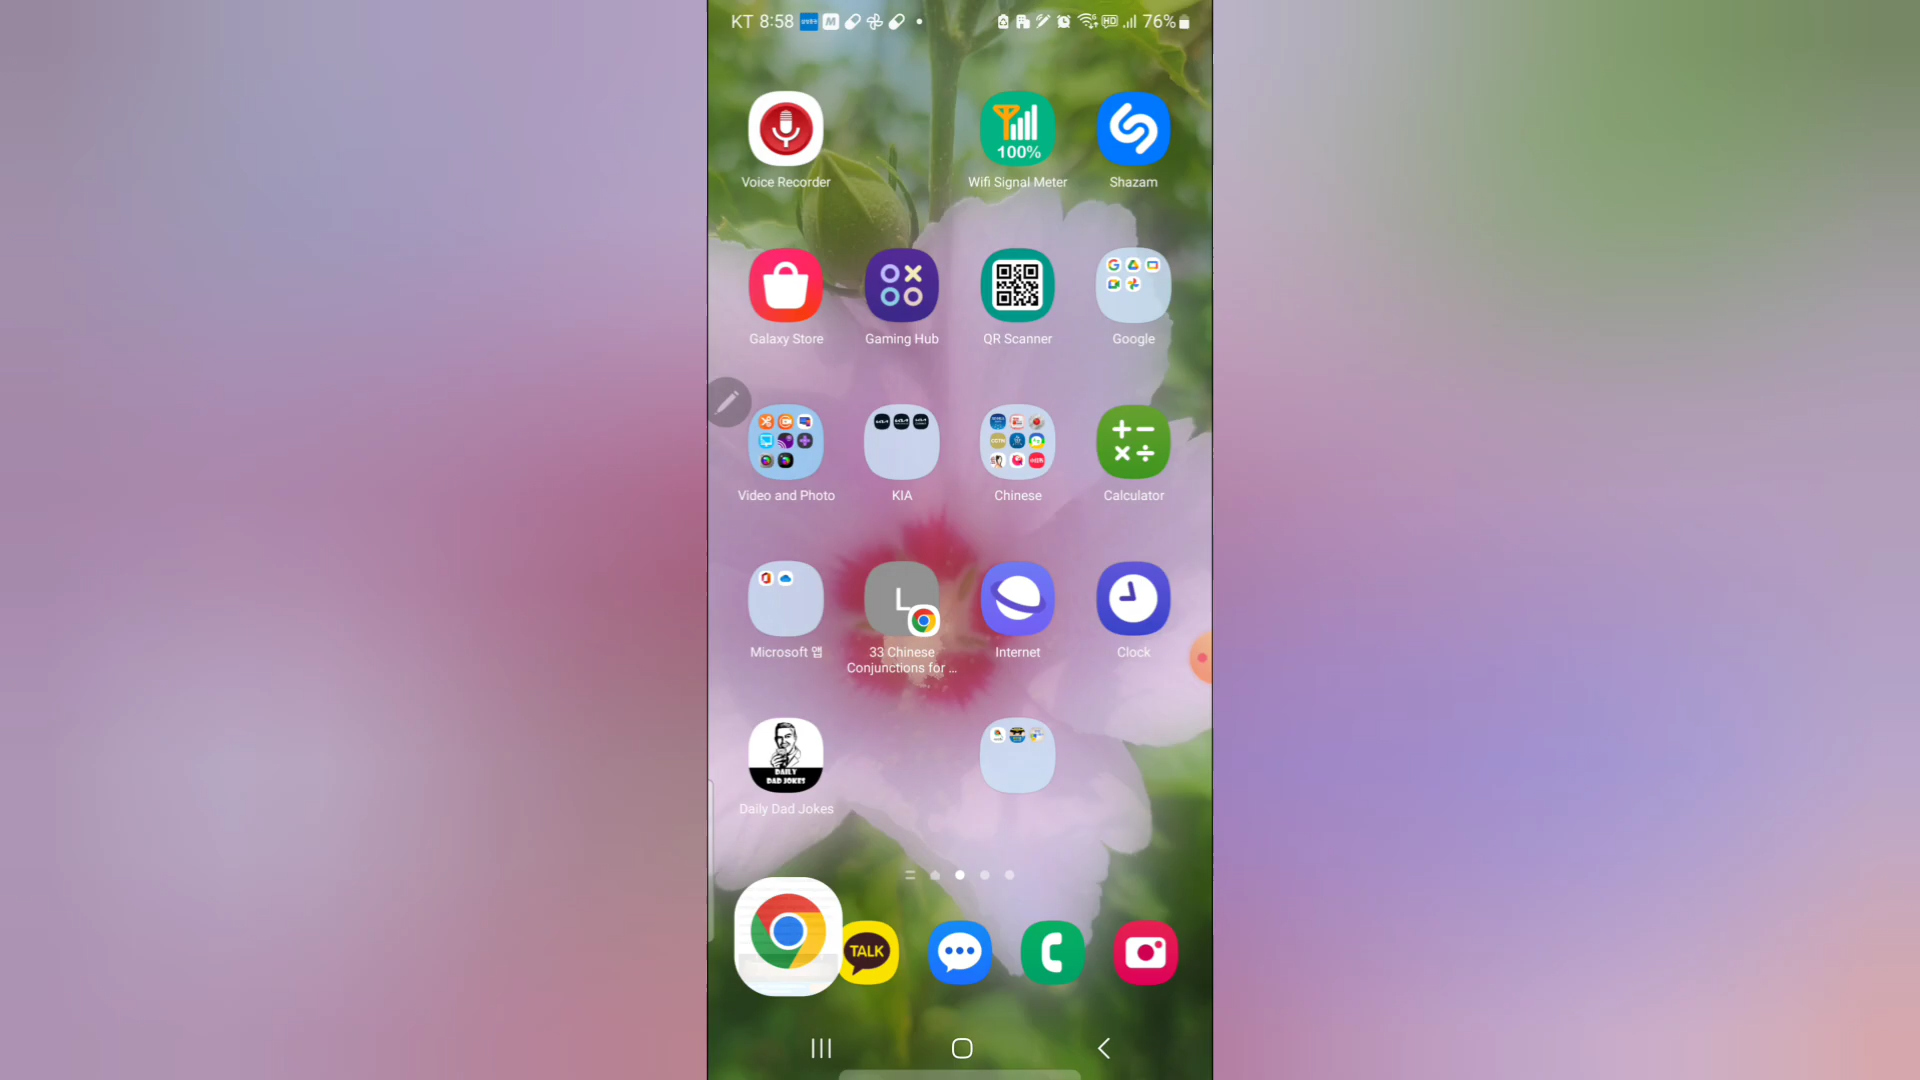 KT 8:58
76%
100%
Voice Recorder
Wifi Signal Meter
Shazam
Galaxy Store
Gaming Hub
QR Scanner
Google
Video and Photo
KIA
Chinese
Calculator
L
Microsoft 앱
33 Chinese
Conjunctions for ...
Internet
Clock
DAILY
DAD JOKES
Daily Dad Jokes
TALK